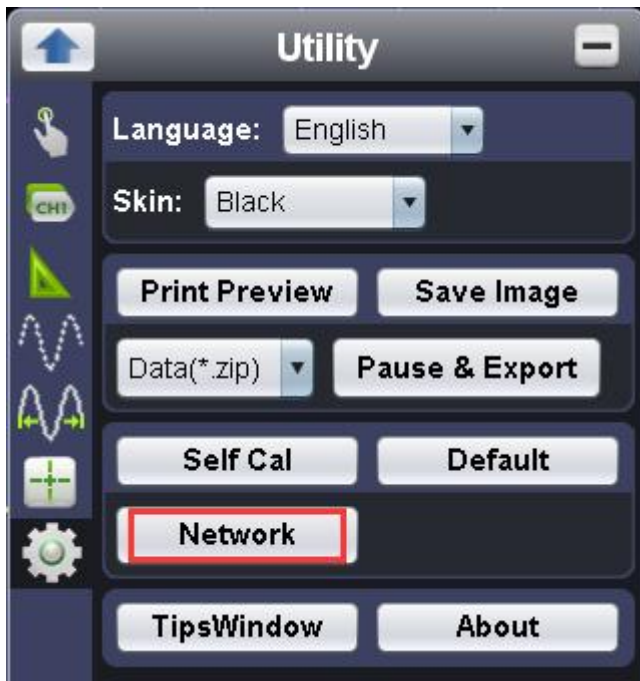 Utility
Language: English
CH1
Skin: Black
Print Preview Save Image
Data(*.zip) Pause & Export
Self Cal Default
Network
TipsWindow About